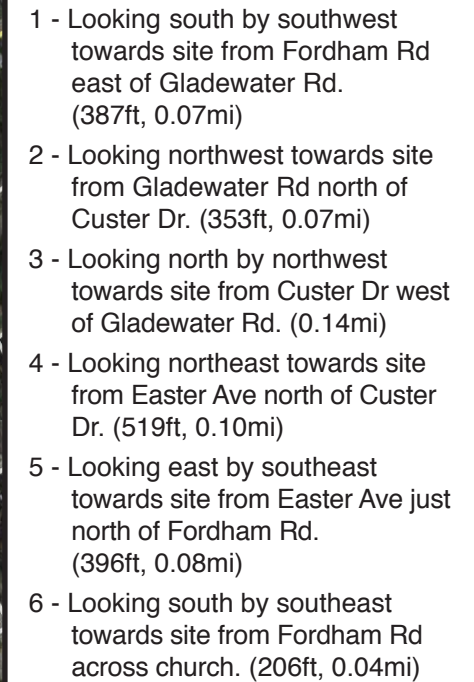 1 - Looking south by southwest
towards site from Fordham Rd
east of Gladewater Rd.
(387ft, 0.07mi)
2 - Looking northwest towards site
from Gladewater Rd north of
Custer Dr. (353ft, 0.07mi)
3 - Looking north by northwest
towards site from Custer Dr west
of Gladewater Rd. (0.14mi)
4 - Looking northeast towards site
from Easter Ave north of Custer
Dr. (519ft, 0.10mi)
5 - Looking east by southeast
towards site from Easter Ave just
north of Fordham Rd.
(396ft, 0.08mi)
6 - Looking south by southeast
towards site from Fordham Rd
across church. (206ft, 0.04mi)